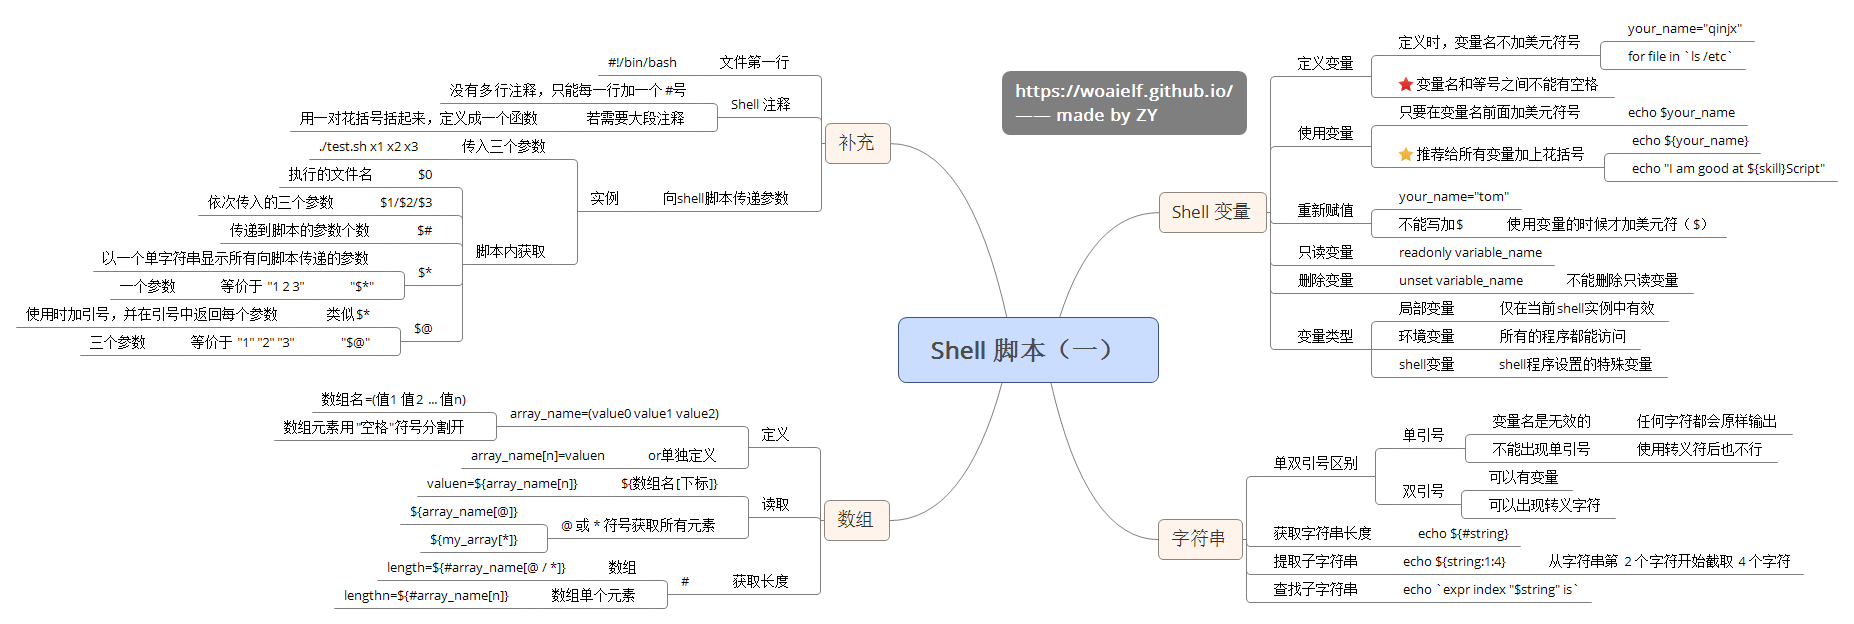 Shell 脚本（一）
https://woaielf.github.io/
—— made by ZY
Shell 变量
定义变量
定义时，变量名不加美元符号
your_name="qinjx"
for file in `ls /etc`
变量名和等号之间不能有空格
使用变量
只要在变量名前面加美元符号
echo $your_name
推荐给所有变量加上花括号
echo ${your_name}
echo "I am good at ${skill}Script"
重新赋值
your_name="tom"
不能写加$
使用变量的时候才加美元符（$）
只读变量
readonly variable_name
删除变量
unset variable_name
不能删除只读变量
变量类型
局部变量
仅在当前shell实例中有效
环境变量
所有的程序都能访问
shell变量
shell程序设置的特殊变量
字符串
单双引号区别
单引号
变量名是无效的
任何字符都会原样输出
不能出现单引号
使用转义符后也不行
双引号
可以有变量
可以出现转义字符
获取字符串长度
echo ${#string}
提取子字符串
echo ${string:1:4}
从字符串第 2 个字符开始截取 4 个字符
查找子字符串
echo `expr index "$string" is`
补充
文件第一行
#!/bin/bash
Shell 注释
没有多行注释，只能每一行加一个 #号
若需要大段注释
用一对花括号括起来，定义成一个函数
向shell脚本传递参数
实例
传入三个参数
./test.sh x1 x2 x3
脚本内获取
$0
执行的文件名
$1/$2/$3
依次传入的三个参数
$#
传递到脚本的参数个数
$*
以一个单字符串显示所有向脚本传递的参数
"$*"
等价于 "1 2 3"
一个参数
$@
类似$*
使用时加引号，并在引号中返回每个参数
"$@"
等价于 "1" "2" "3"
三个参数
数组
定义
array_name=(value0 value1 value2)
数组名=(值1 值2 ... 值n)
数组元素用"空格"符号分割开
or单独定义
array_name[n]=valuen
读取
${数组名[下标]}
valuen=${array_name[n]}
@ 或 * 符号获取所有元素
${array_name[@]}
${my_array[*]}
获取长度
#
数组
length=${#array_name[@ / *]}
数组单个元素
lengthn=${#array_name[n]}